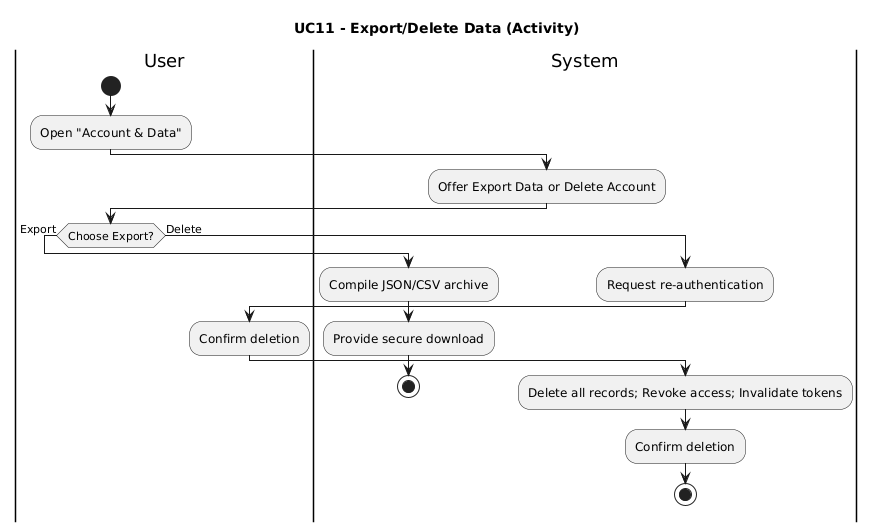 UC11 - Export/Delete Data (Activity)
User
System
Open "Account & Data"
Offer Export Data or Delete Account
Export
Choose Export?
Delete
Compile JSON/CSV archive
Request re-authentication
Confirm deletion
Provide secure download
Delete all records; Revoke access; Invalidate tokens
Confirm deletion